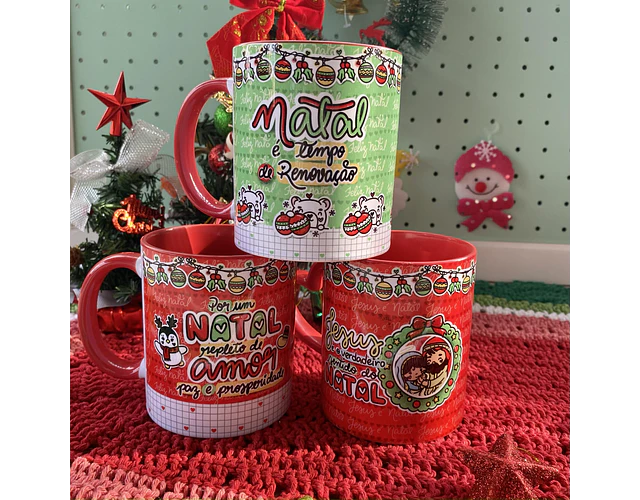 Natal
é tempo
de Renovação
Por um
NATAL
repleto de
amor
paz e prosperidade
Jesus
é o verdadeiro
sentido do
NATAL